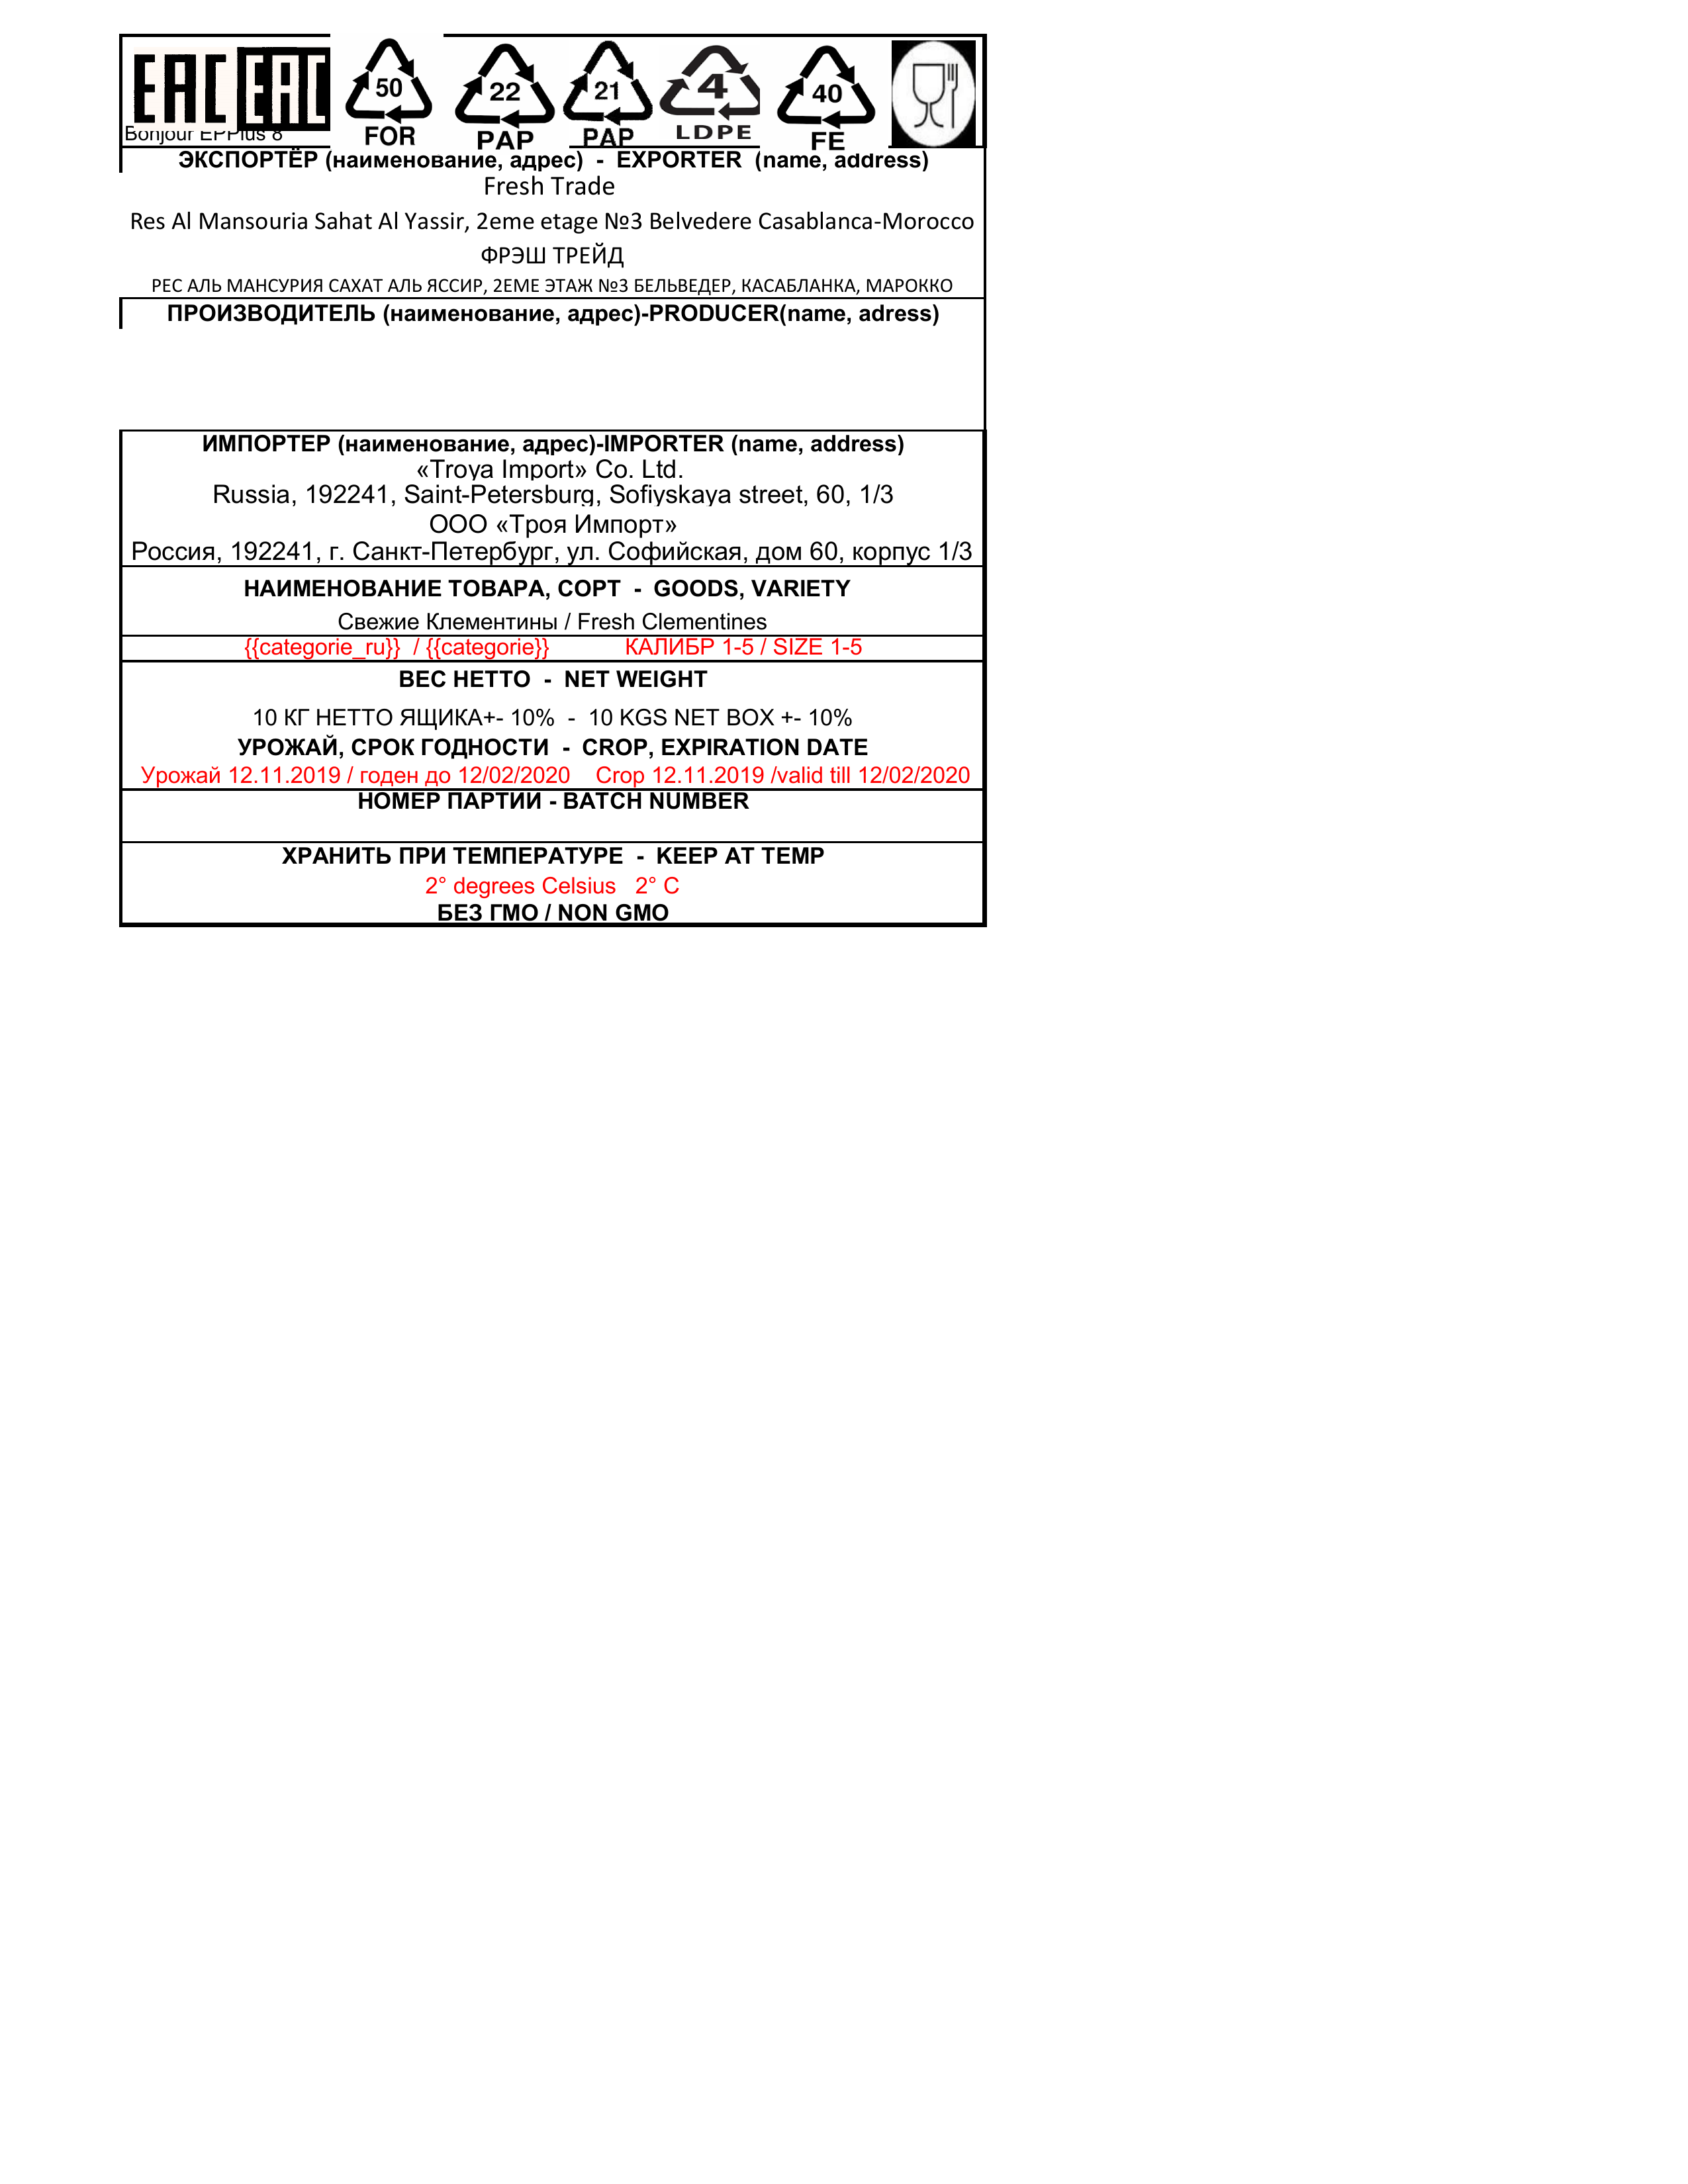 EAC EAC 50 22 21 4 40
FOR PAP PAP LDPE FE
Bonjour EPPlus 8
ЭКСПОРТЁР (наименование, адрес) - EXPORTER (name, address)
Fresh Trade
Res Al Mansouria Sahat Al Yassir, 2eme etage №3 Belvedere Casablanca-Morocco
ФРЭШ ТРЕЙД
РЕС АЛЬ МАНСУРИЯ САХАТ АЛЬ ЯССИР, 2ЕМЕ ЭТАЖ №3 БЕЛЬВЕДЕР, КАСАБЛАНКА, МАРОККО
ПРОИЗВОДИТЕЛЬ (наименование, адрес)-PRODUCER(name, adress)
ИМПОРТЕР (наименование, адрес)-IMPORTER (name, address)
«Troya Import» Co. Ltd.
Russia, 192241, Saint-Petersburg, Sofiyskaya street, 60, 1/3
ООО «Троя Импорт»
Россия, 192241, г. Санкт-Петербург, ул. Софийская, дом 60, корпус 1/3
НАИМЕНОВАНИЕ ТОВАРА, СОРТ - GOODS, VARIETY
Свежие Клементины / Fresh Clementines
{{categorie_ru}} / {{categorie}} КАЛИБР 1-5 / SIZE 1-5
ВЕС НЕТТО - NET WEIGHT
10 КГ НЕТТО ЯЩИКА+- 10% - 10 KGS NET BOX +- 10%
УРОЖАЙ, СРОК ГОДНОСТИ - CROP, EXPIRATION DATE
Урожай 12.11.2019 / годен до 12/02/2020 Crop 12.11.2019 /valid till 12/02/2020
НОМЕР ПАРТИИ - BATCH NUMBER
ХРАНИТЬ ПРИ ТЕМПЕРАТУРЕ - KEEP AT TEMP
2° degrees Celsius 2° C
БЕЗ ГМО / NON GMO